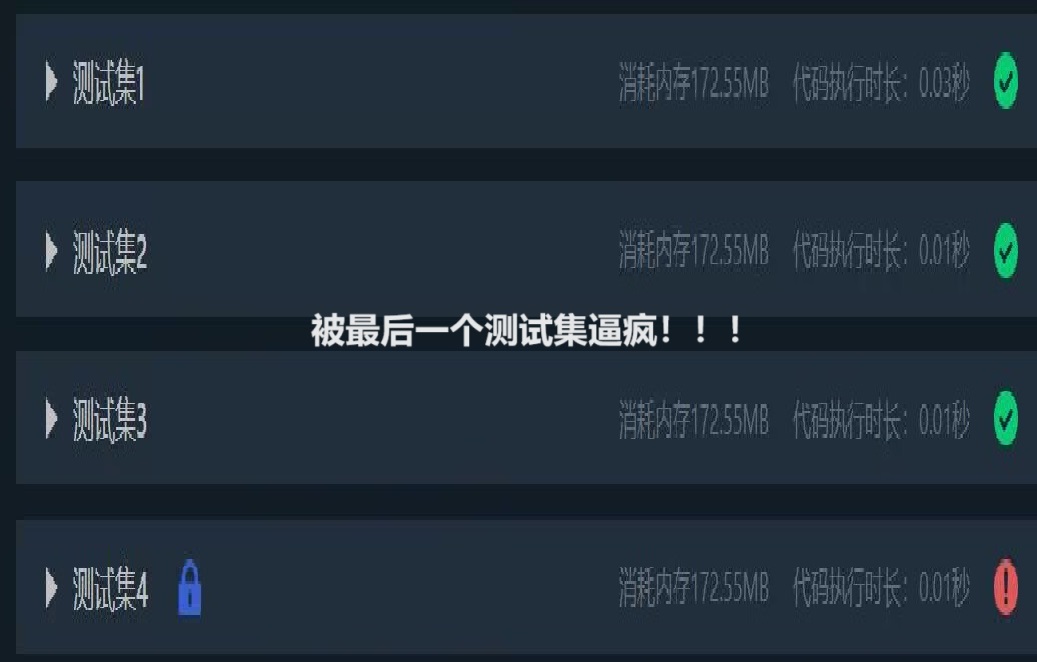 测试集1 消耗内存172.55MB 代码执行时长：0.03秒
测试集2 消耗内存172.55MB 代码执行时长：0.01秒
被最后一个测试集逼疯！！！
测试集3 消耗内存172.55MB 代码执行时长：0.01秒
测试集4 消耗内存172.55MB 代码执行时长：0.01秒